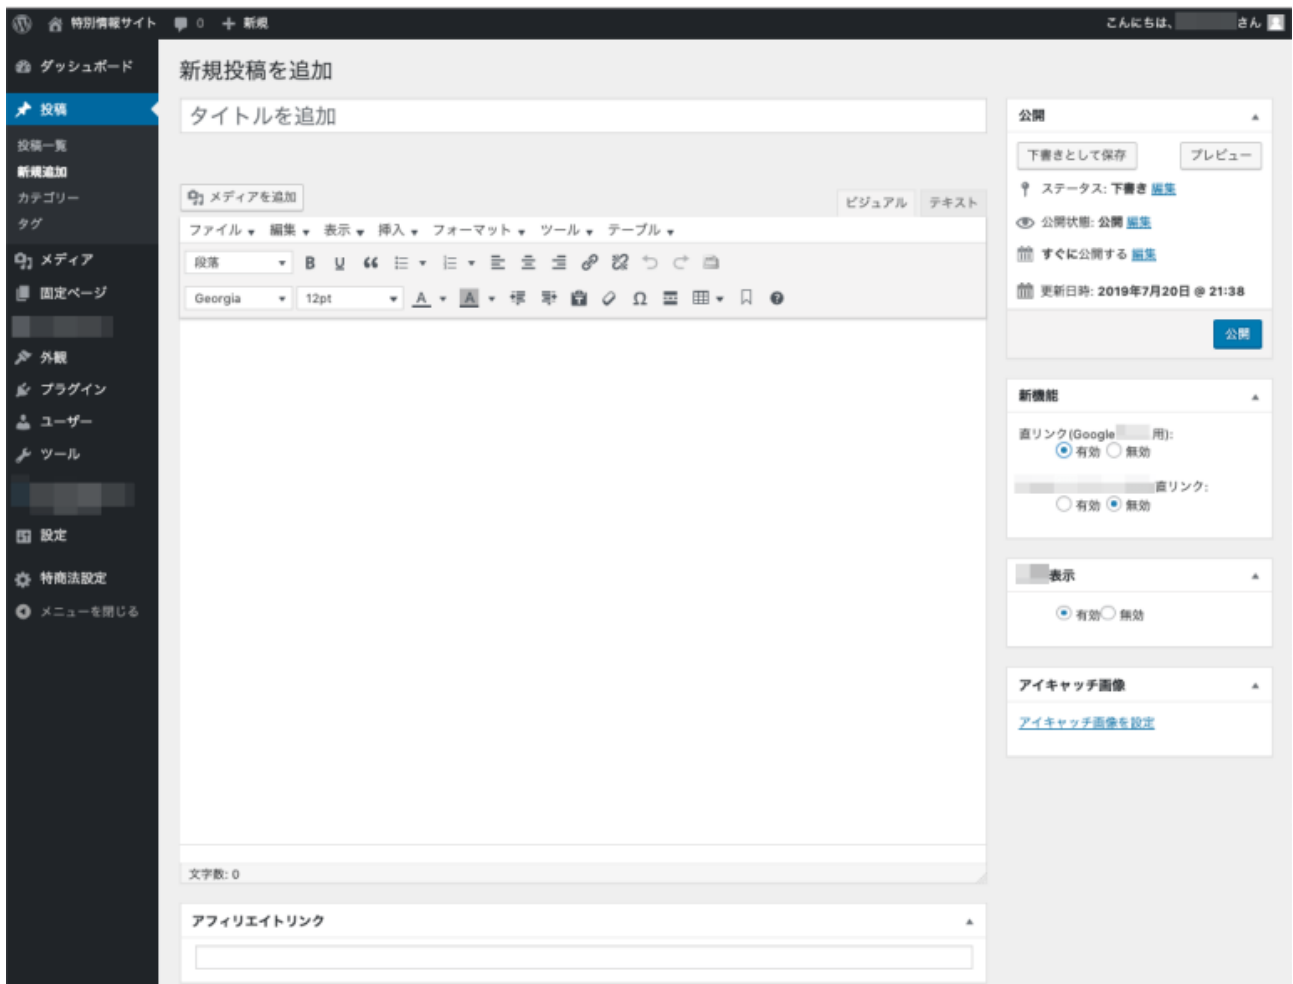 特別情報サイト 0 新規
こんにちは、 さん
ダッシュボード
投稿
投稿一覧
新規追加
カテゴリー
タグ
メディア
固定ページ
外観
プラグイン
ユーザー
ツール
設定
特商法設定
メニューを閉じる
新規投稿を追加
タイトルを追加
メディアを追加
ビジュアル テキスト
ファイル 編集 表示 挿入 フォーマット ツール テーブル
段落 B U
Georgia 12pt A A Ω
文字数: 0
アフィリエイトリンク
公開
下書きとして保存 プレビュー
ステータス: 下書き 編集
公開状態: 公開 編集
すぐに公開する 編集
更新日時: 2019年7月20日 @ 21:38
公開
新機能
直リンク(Google 用):
有効 無効
直リンク:
有効 無効
表示
有効 無効
アイキャッチ画像
アイキャッチ画像を設定